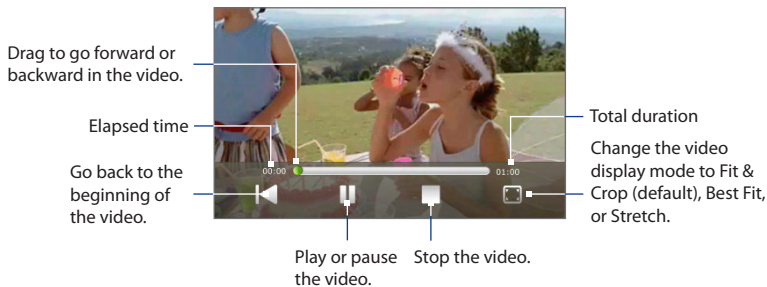 Drag to go forward or
backward in the video.
Elapsed time
Go back to the
beginning of
the video.
00:00
01:00
Total duration
Change the video
display mode to Fit &
Crop (default), Best Fit,
or Stretch.
Play or pause
the video.
Stop the video.